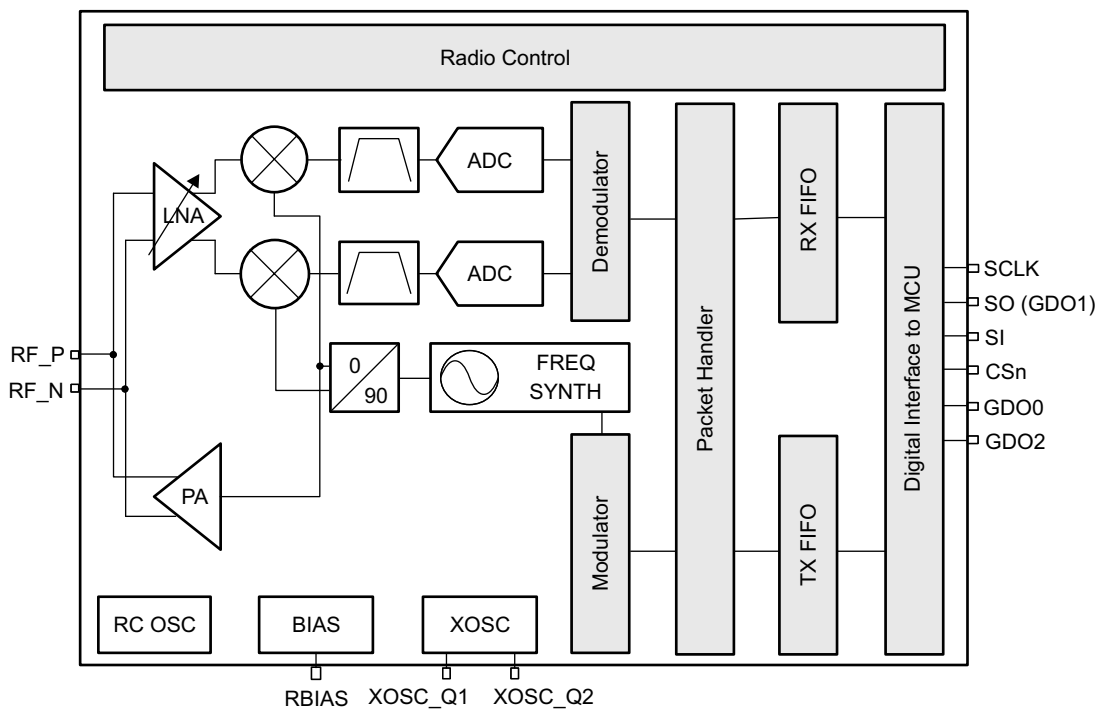 Radio Control
ADC
LNA
ADC
Demodulator
Packet Handler
RX FIFO
Digital Interface to MCU
SCLK
SO (GDO1)
SI
CSn
GDO0
GDO2
RF_P
RF_N
0
90
FREQ
SYNTH
PA
Modulator
TX FIFO
RC OSC
BIAS
XOSC
RBIAS
XOSC_Q1
XOSC_Q2